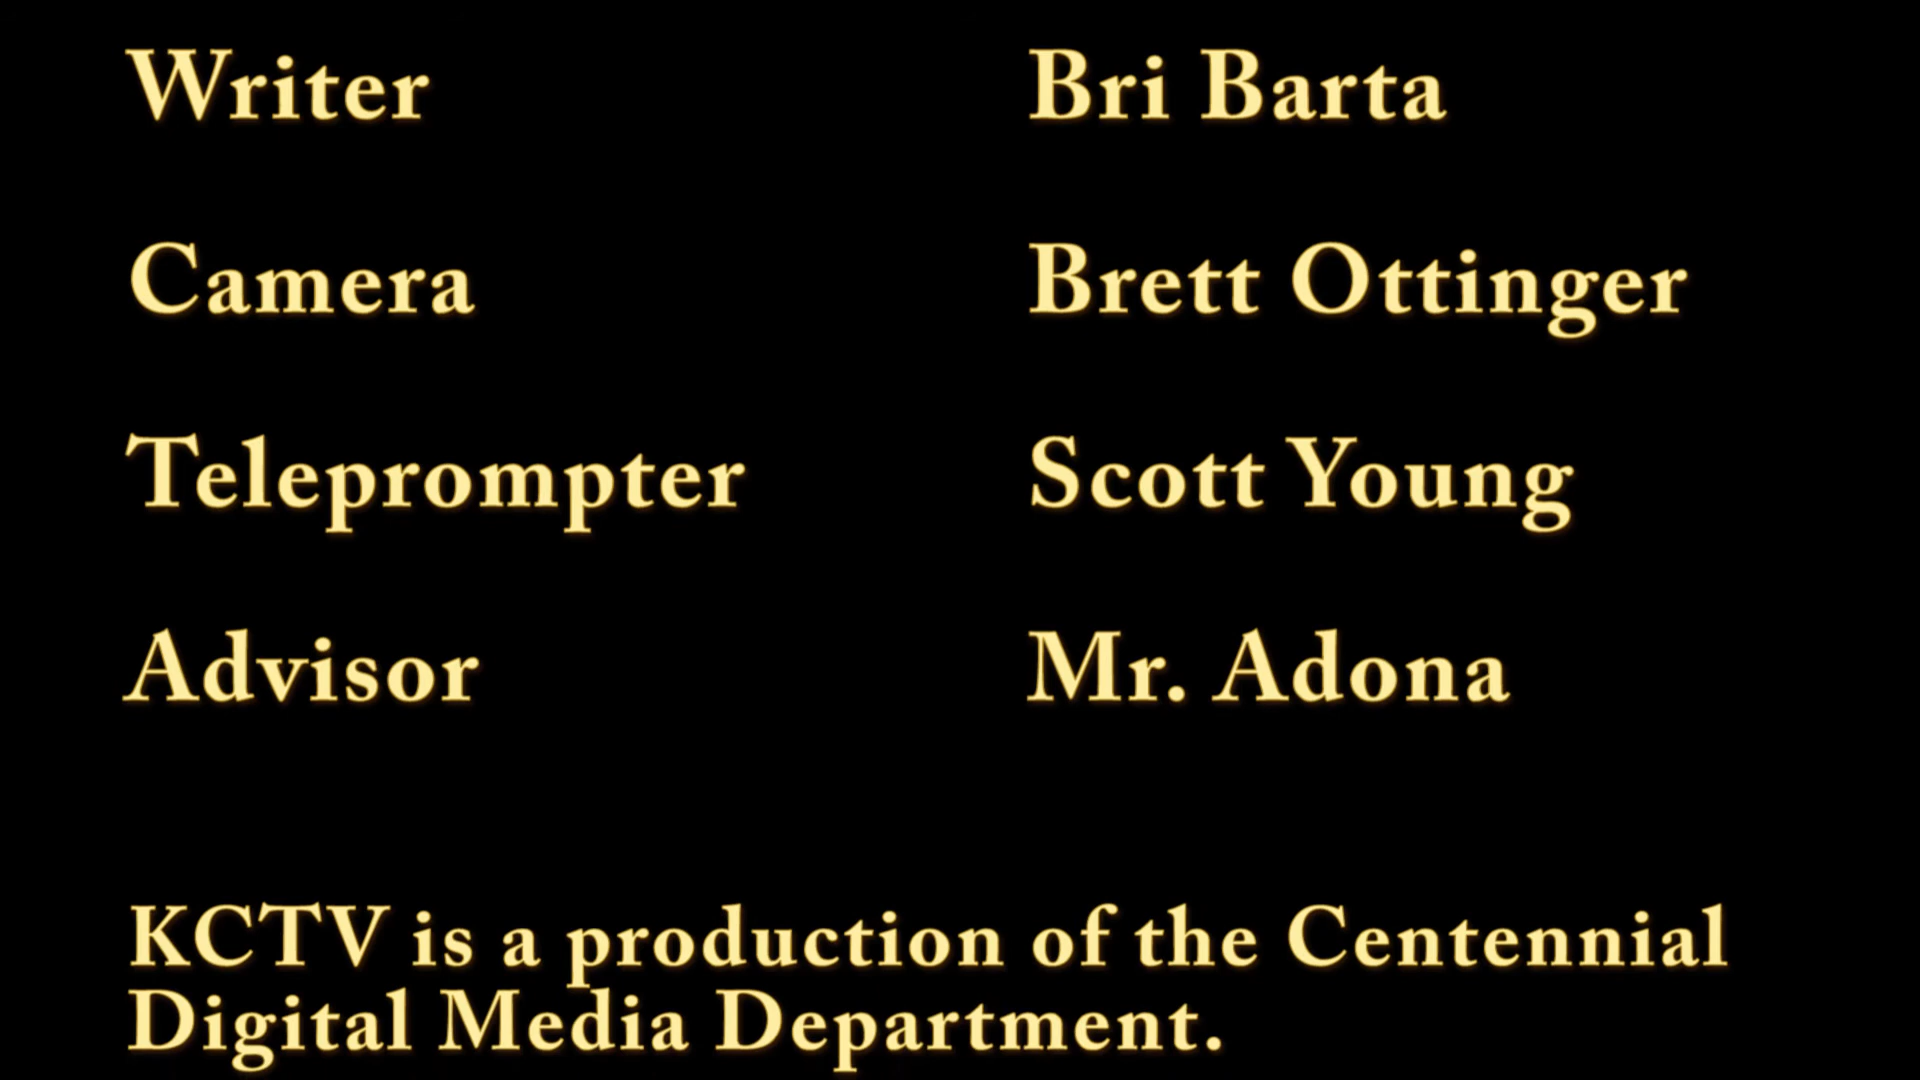 Writer Bri Barta
Camera Brett Ottinger
Teleprompter Scott Young
Advisor Mr. Adona
KCTV is a production of the Centennial
Digital Media Department.